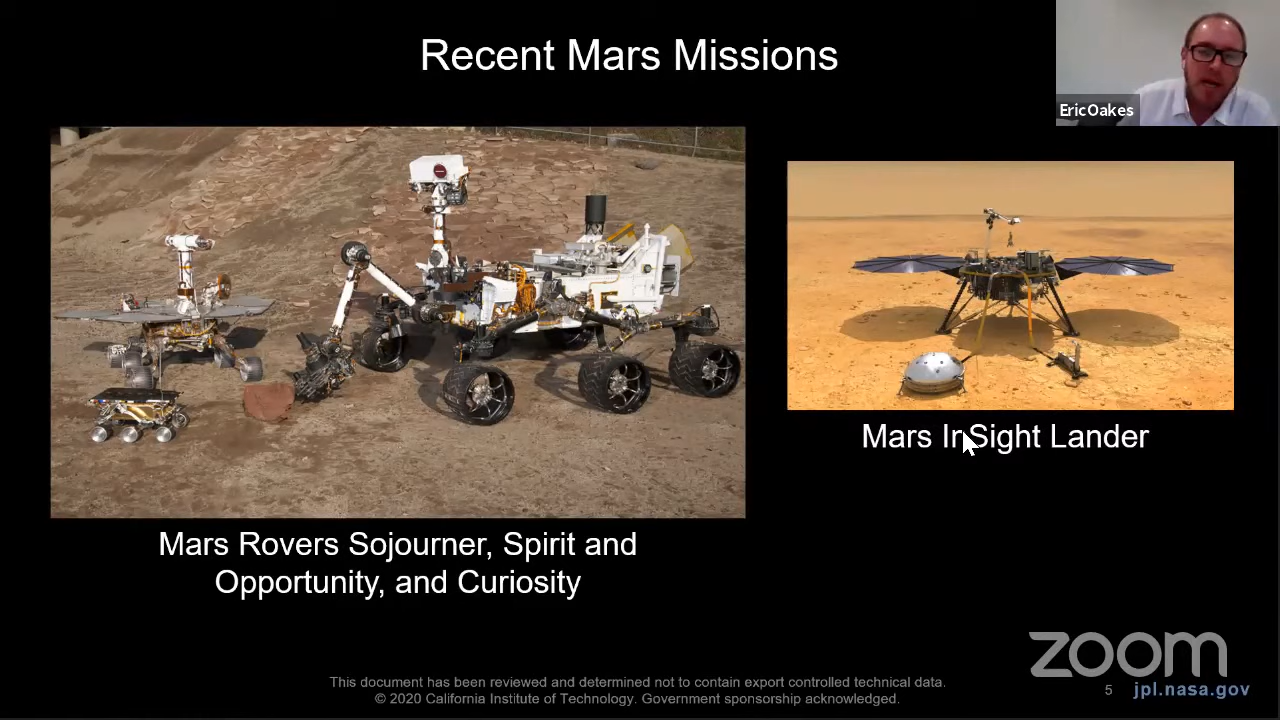 Recent Mars Missions
EricOakes
Mars InSight Lander
Mars Rovers Sojourner, Spirit and
Opportunity, and Curiosity
zoom
This document has been reviewed and determined not to contain export controlled technical data.
© 2020 California Institute of Technology. Government sponsorship acknowledged.
5
jpl.nasa.gov